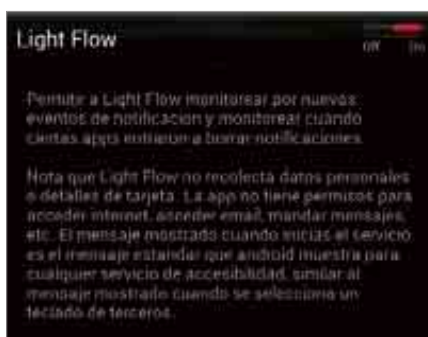 Light Flow
Off On
Permite a Light Flow monitorear por nuevos
eventos de notificacion y monitorear cuando
ciertas apps entraron a borrar notificaciones.
Nota que Light Flow no recolecta datos personales
o detalles de tarjeta. La app no tiene permisos para
acceder internet, acceder email, mandar mensajes,
etc. El mensaje mostrado cuando inicias el servicio
es el mensaje estandar que android muestra para
cualquier servicio de accesibilidad, similar al
mensaje mostrado cuando se selecciona un
teclado de terceros.